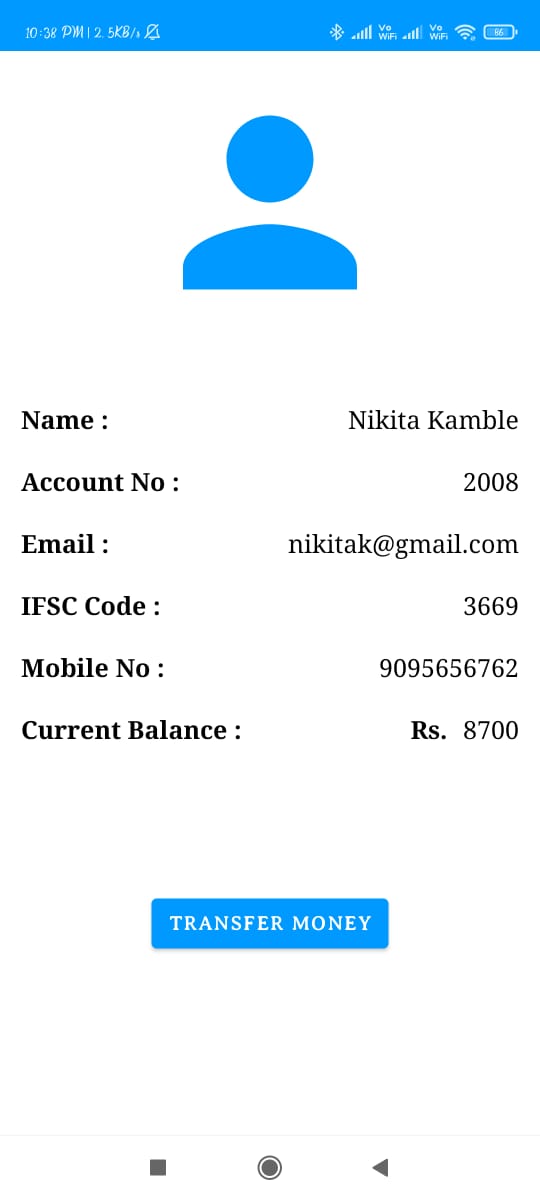 10:38 PM | 2.5KB/s
Vo WiFi Vo WiFi 86
Name : Nikita Kamble
Account No : 2008
Email : nikitak@gmail.com
IFSC Code : 3669
Mobile No : 9095656762
Current Balance : Rs. 8700
TRANSFER MONEY